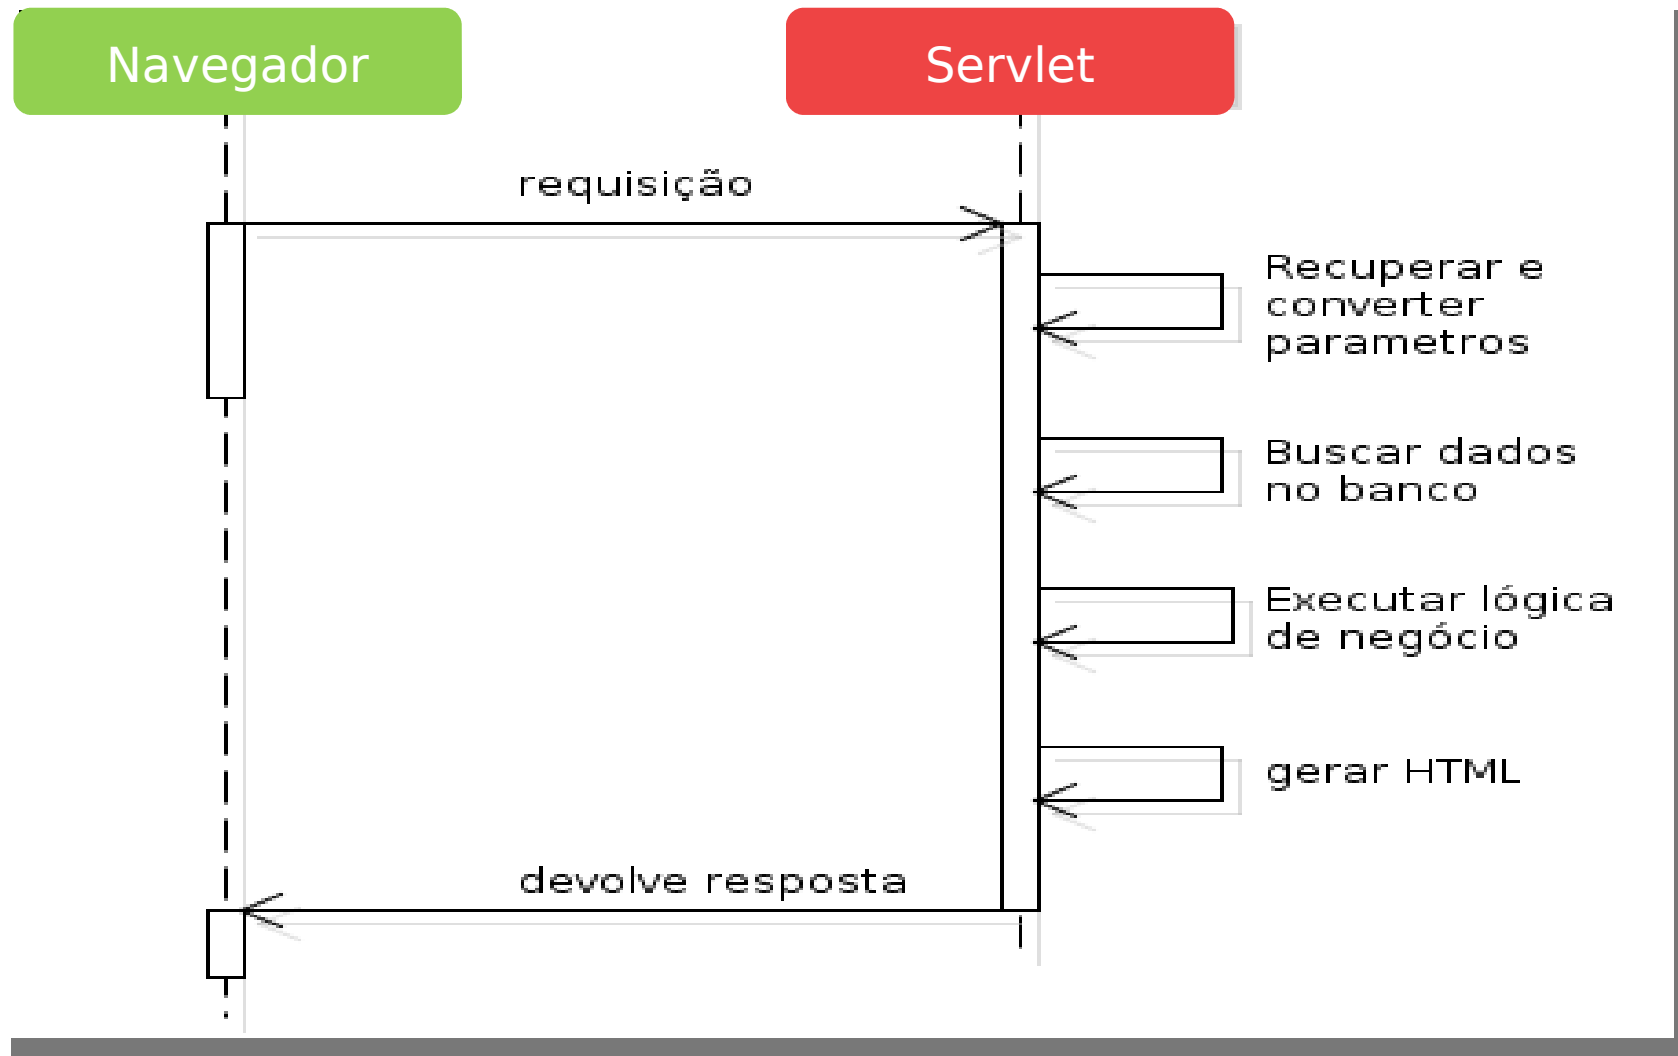 Navegador
Servlet
requisição
Recuperar e
converter
parametros
Buscar dados
no banco
Executar lógica
de negócio
gerar HTML
devolve resposta